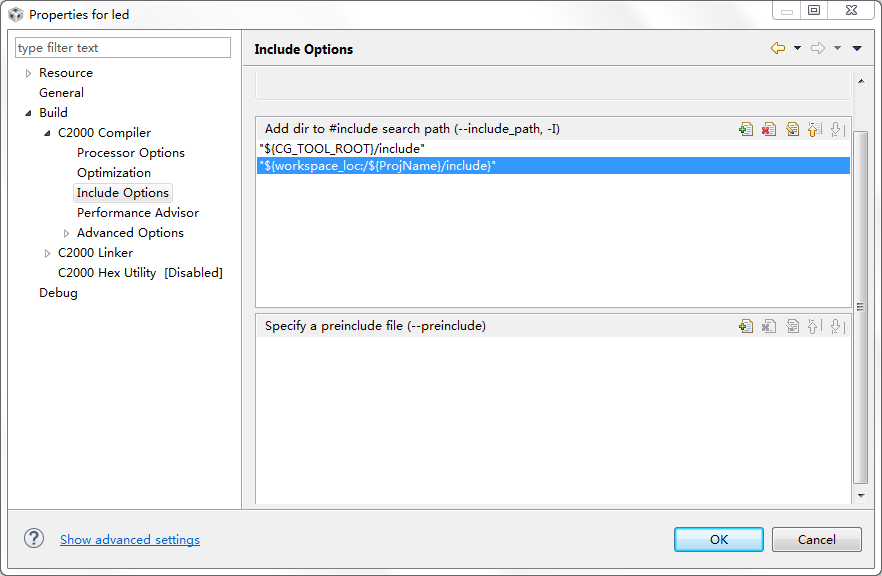 Properties for led
type filter text
Resource
General
Build
C2000 Compiler
Processor Options
Optimization
Include Options
Performance Advisor
Advanced Options
C2000 Linker
C2000 Hex Utility [Disabled]
Debug
Include Options
Add dir to #include search path (--include_path, -I)
"${CG_TOOL_ROOT}/include"
"${workspace_loc:/${ProjName}/include}"
Specify a preinclude file (--preinclude)
Show advanced settings
OK
Cancel